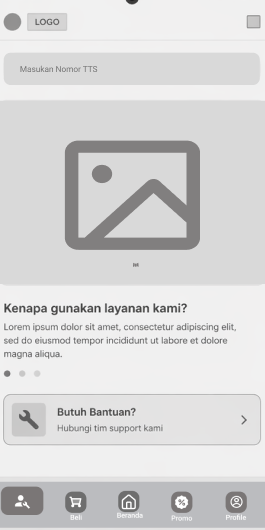 LOGO
Masukan Nomor TTS
Kenapa gunakan layanan kami?
Lorem ipsum dolor sit amet, consectetur adipiscing elit,
sed do eiusmod tempor incididunt ut labore et dolore
magna aliqua.
Butuh Bantuan?
Hubungi tim support kami
Beli
Beranda
Promo
Profile